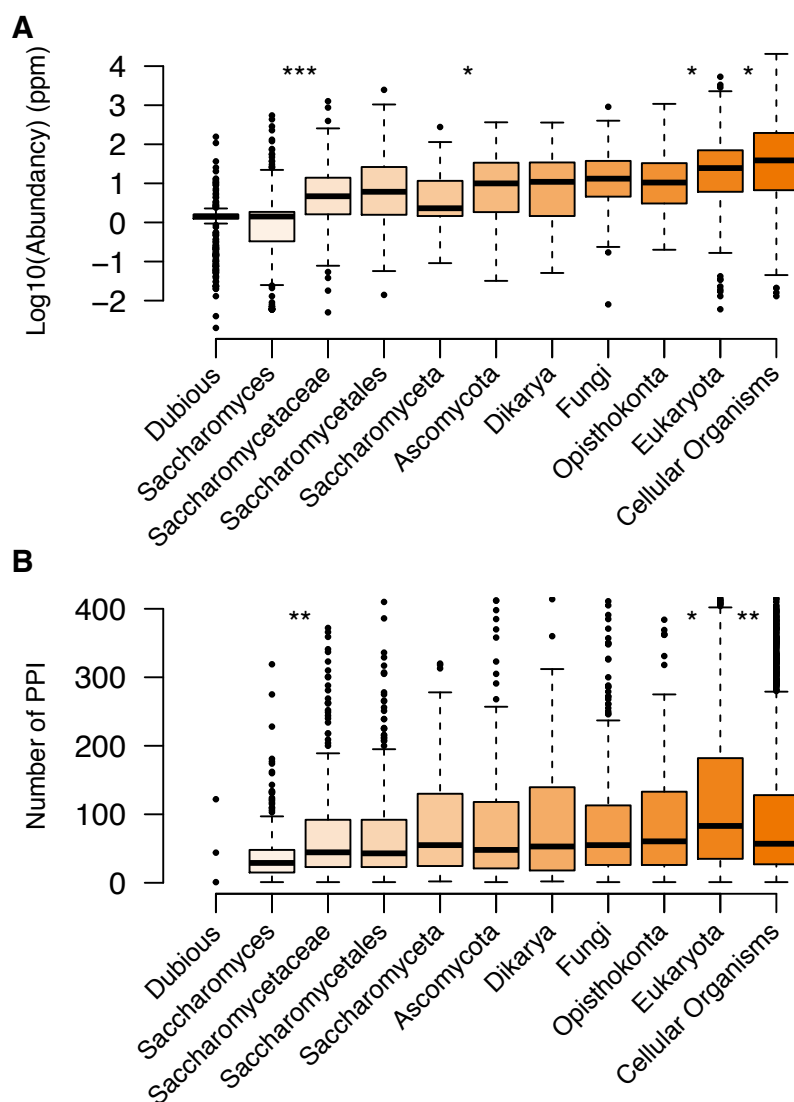 A
Log10(Abundancy) (ppm)
4
3
2
1
0
−1
−2
*** * * *
Dubious
Saccharomyces
Saccharomycetaceae
Saccharomycetales
Saccharomyceta
Ascomycota
Dikarya
Fungi
Opisthokonta
Eukaryota
Cellular Organisms
B
Number of PPI
400
300
200
100
0
** * **
Dubious
Saccharomyces
Saccharomycetaceae
Saccharomycetales
Saccharomyceta
Ascomycota
Dikarya
Fungi
Opisthokonta
Eukaryota
Cellular Organisms